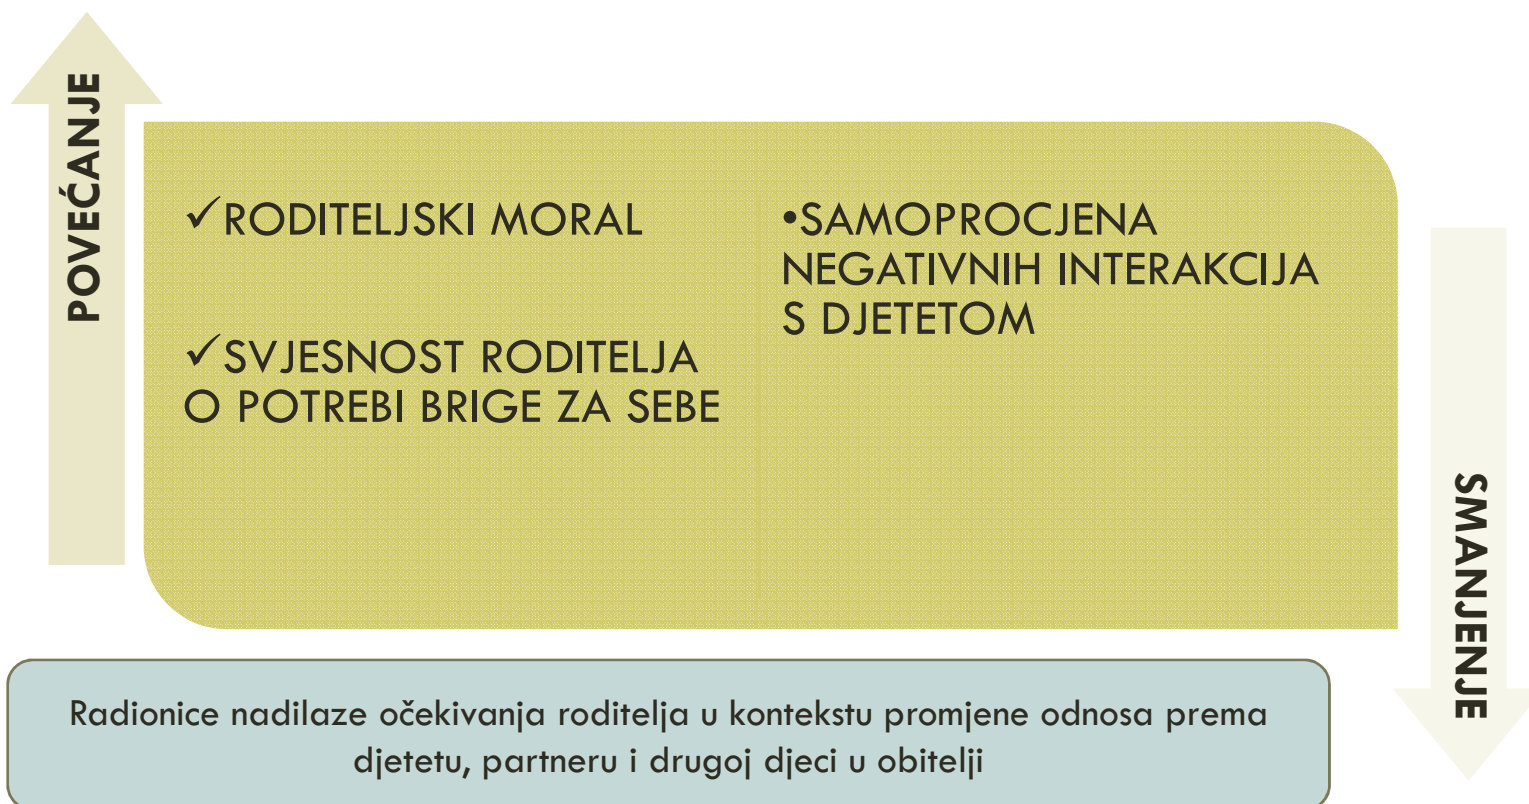 POVEĆANJE
✓RODITELJSKI MORAL
✓SVJESNOST RODITELJA
O POTREBI BRIGE ZA SEBE
•SAMOPROCJENA
NEGATIVNIH INTERAKCIJA
S DJETETOM
SMANJENJE
Radionice nadilaze očekivanja roditelja u kontekstu promjene odnosa prema
djetetu, partneru i drugoj djeci u obitelji